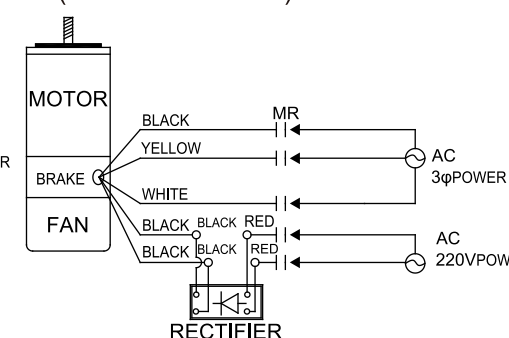 MOTOR
BRAKE
FAN
R
BLACK
MR
YELLOW
WHITE
AC
3φPOWER
BLACK BLACK RED
BLACK BLACK RED
AC
220VPOW
RECTIFIER